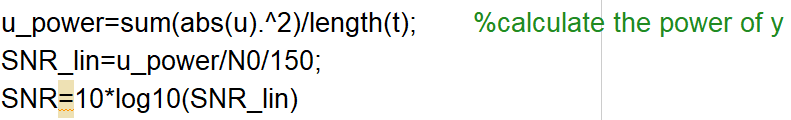 u_power=sum(abs(u).^2)/length(t); %calculate the power of y
SNR_lin=u_power/N0/150;
SNR=10*log10(SNR_lin)